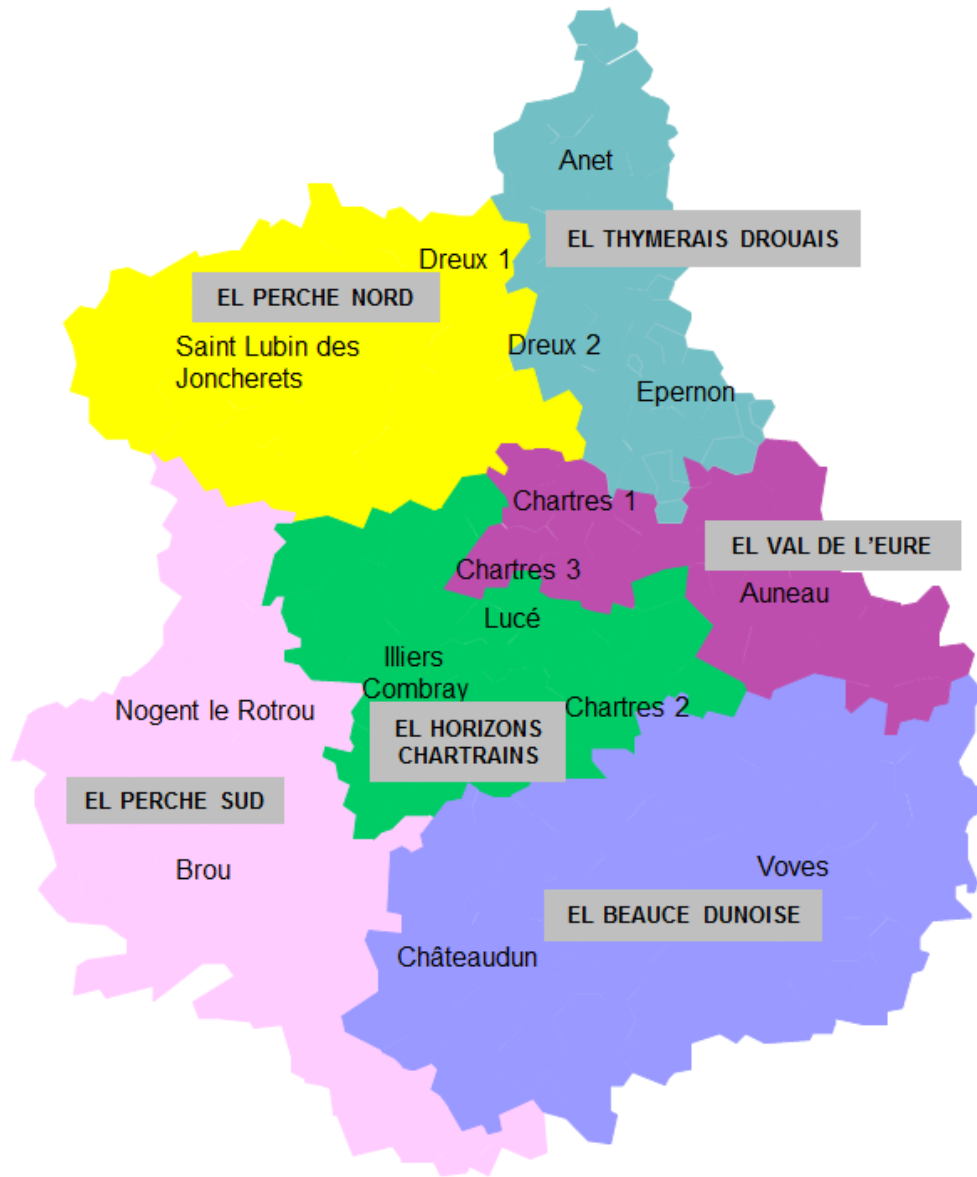 Anet
EL THYMERAIS DROUAIS
Dreux 1
EL PERCHE NORD
Saint Lubin des
Joncherets
Dreux 2
Epernon
Chartres 1
EL VAL DE L'EURE
Chartres 3
Auneau
Lucé
Illiers
Combray
Nogent le Rotrou
Chartres 2
EL HORIZONS
CHARTRAINS
EL PERCHE SUD
Brou
Voves
EL BEAUCE DUNOISE
Châteaudun